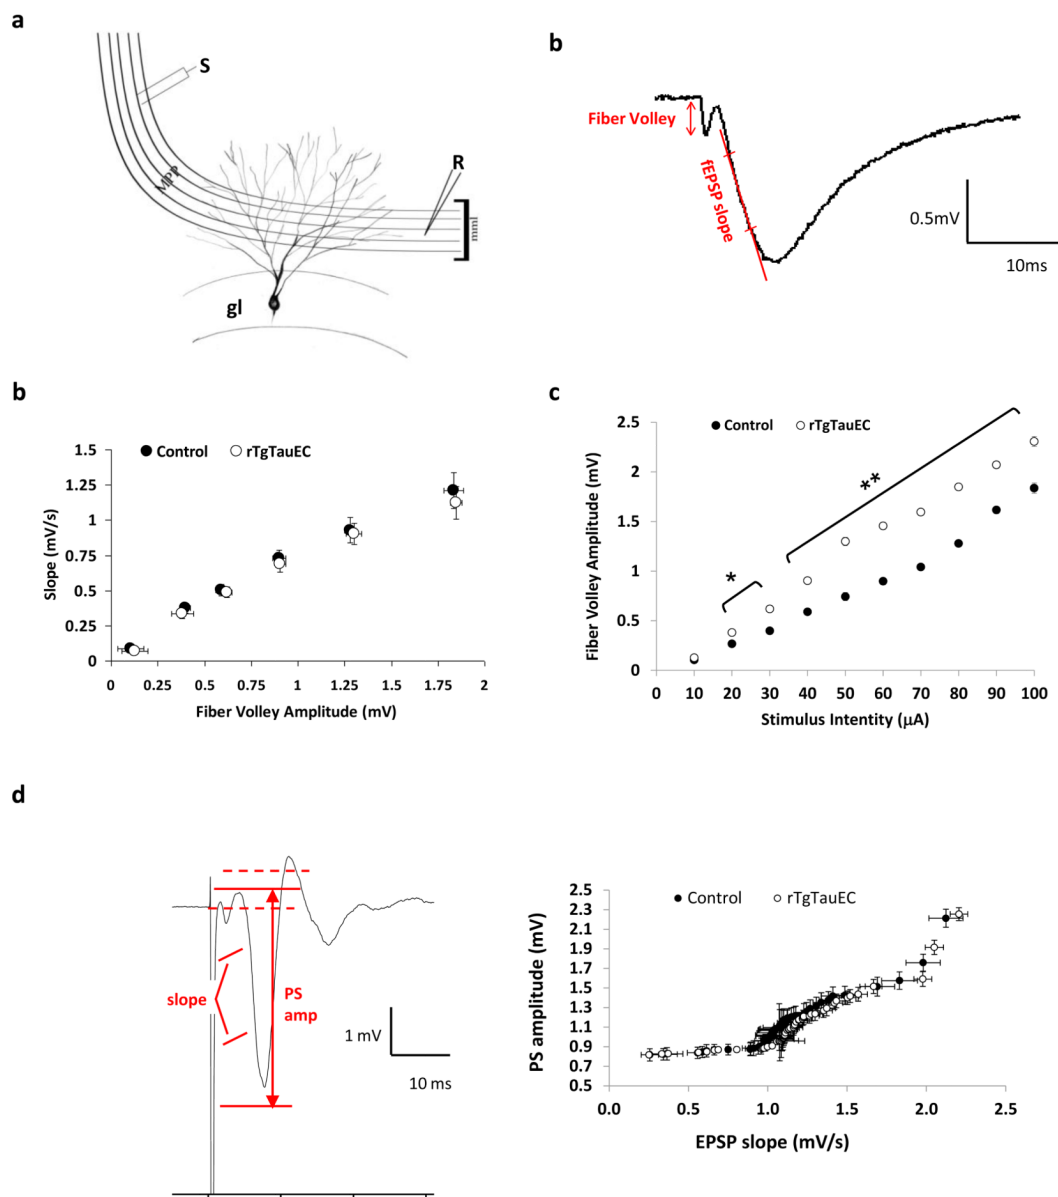 a
S
MPP
R
mml
gl
b
Fiber Volley
fEPSP slope
0.5mV
10ms
b
Control
rTgTauEC
1.5
1.25
1
0.75
0.5
0.25
0
Slope (mV/s)
0 0.25 0.5 0.75 1 1.25 1.5 1.75 2
Fiber Volley Amplitude (mV)
c
Control
rTgTauEC
2.5
2
1.5
1
0.5
0
Fiber Volley Amplitude (mV)
*
**
0 10 20 30 40 50 60 70 80 90 100
Stimulus Intentity (μA)
d
slope
PS
amp
1 mV
10 ms
Control
rTgTauEC
2.5
2.3
2.1
1.9
1.7
1.5
1.3
1.1
0.9
0.7
0.5
PS amplitude (mV)
0.0 0.5 1.0 1.5 2.0 2.5
EPSP slope (mV/s)